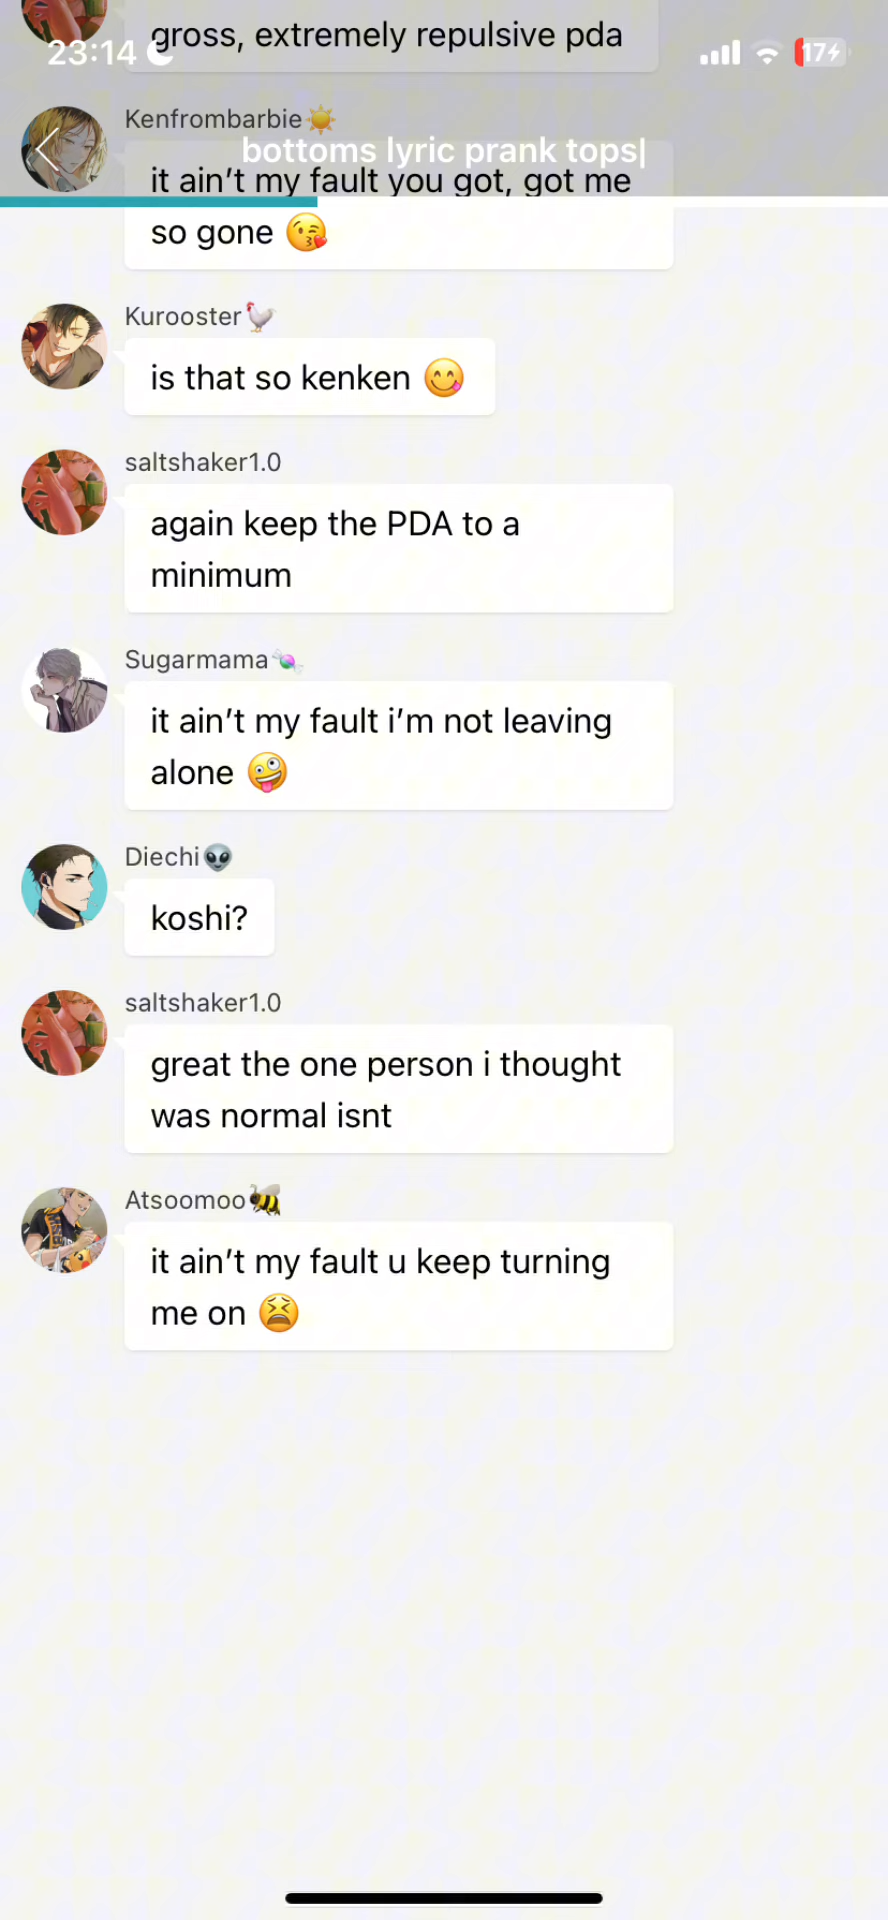 gross, extremely repulsive pda
23:14
17
Kenfrombarbie☀️
bottoms lyric prank tops|
it ain't my fault you got, got me
so gone 😘
Kurooster🐓
is that so kenken 😋
saltshaker1.0
again keep the PDA to a
minimum
Sugarmama🍬
it ain't my fault i'm not leaving
alone 🤪
Diechi👽
koshi?
saltshaker1.0
great the one person i thought
was normal isnt
Atsoomoo🐝
it ain't my fault u keep turning
me on 😫